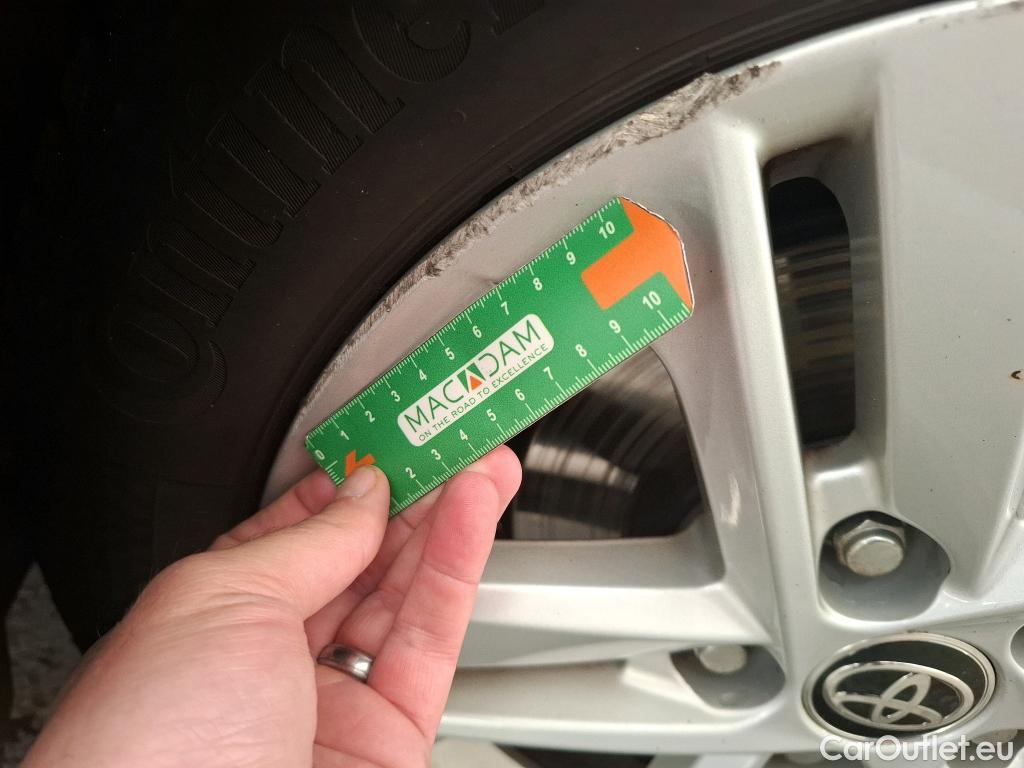 ontinen
0 1 2 3 4 5 6 7 8 9 10
MACADAM
ON THE ROAD TO EXCELLENCE
2 3 4 5 6 7 8 9 10
CarOutlet.eu